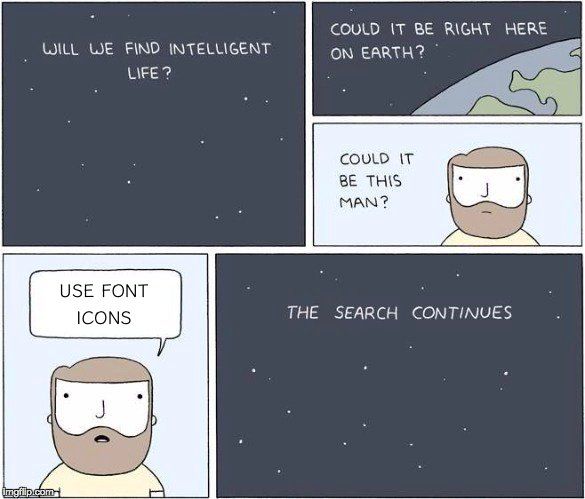 WILL WE FIND INTELLIGENT
LIFE?
COULD IT BE RIGHT HERE
ON EARTH?
COULD IT
BE THIS
MAN?
USE FONT
ICONS
THE SEARCH CONTINUES
imgflip.com